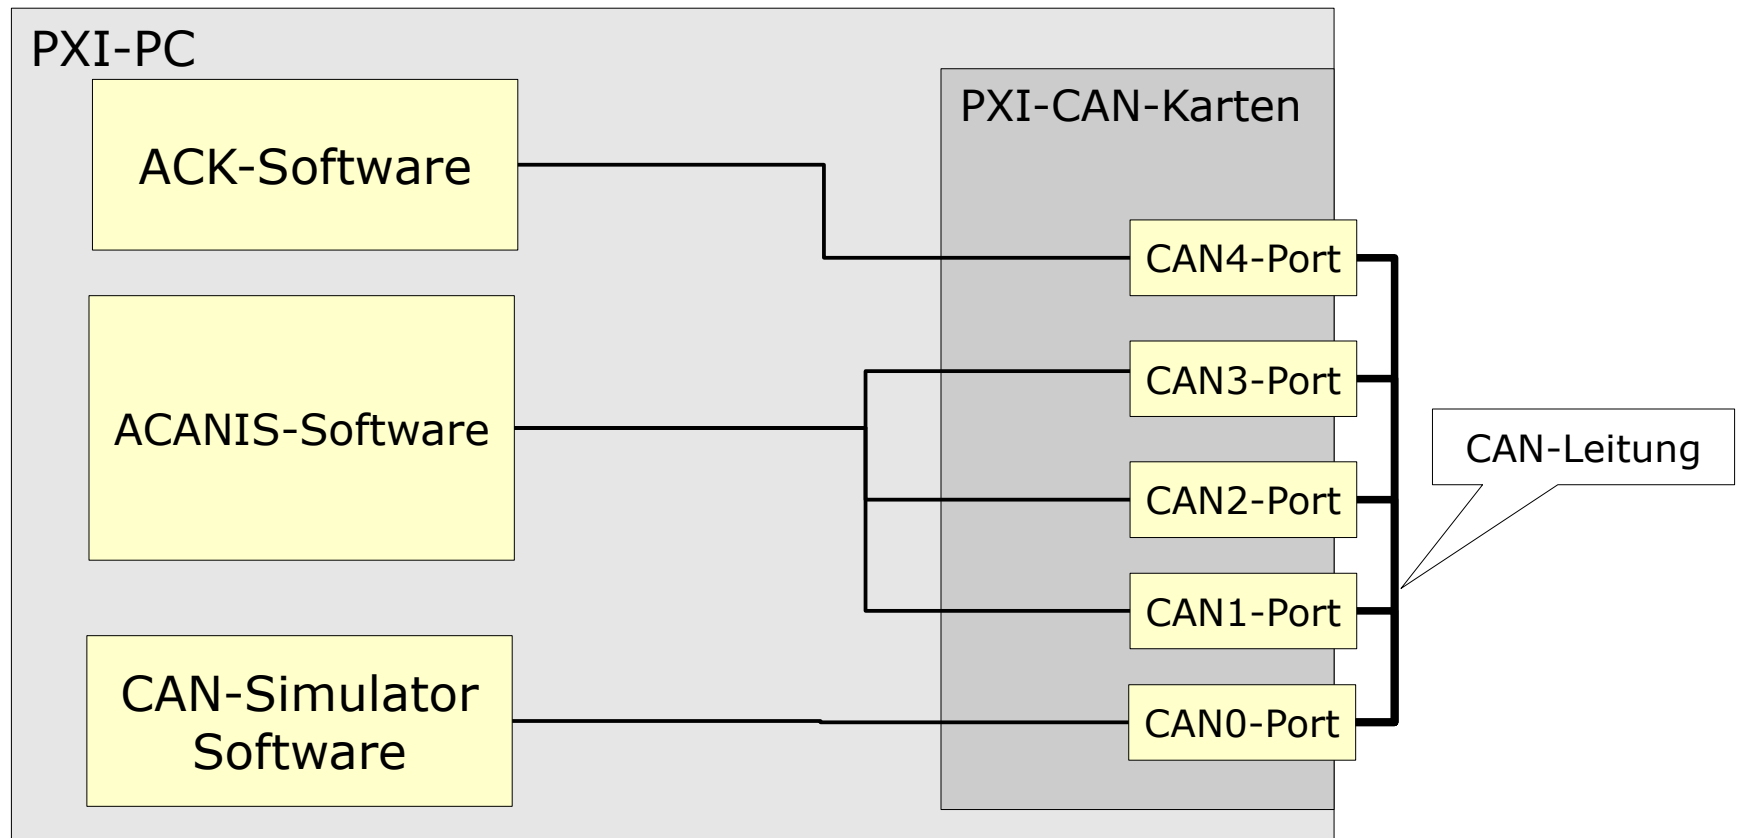 PXI-PC
PXI-CAN-Karten
ACK-Software
CAN4-Port
CAN3-Port
ACANIS-Software
CAN-Leitung
CAN2-Port
CAN1-Port
CAN-Simulator
Software
CAN0-Port